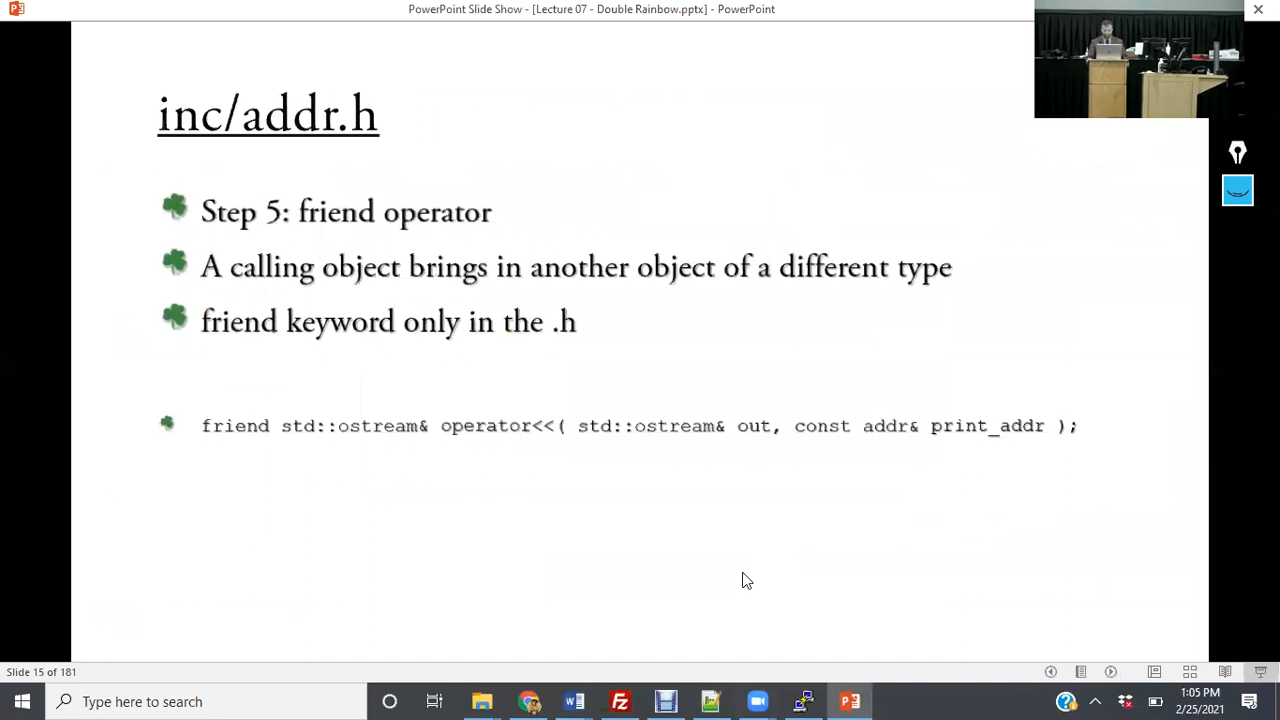 PowerPoint Slide Show - [Lecture 07 - Double Rainbow.pptx] - PowerPoint
inc/addr.h
Step 5: friend operator
A calling object brings in another object of a different type
friend keyword only in the .h
friend std::ostream& operator<<( std::ostream& out, const addr& print_addr );
Slide 15 of 181
Type here to search
1:05 PM
2/25/2021